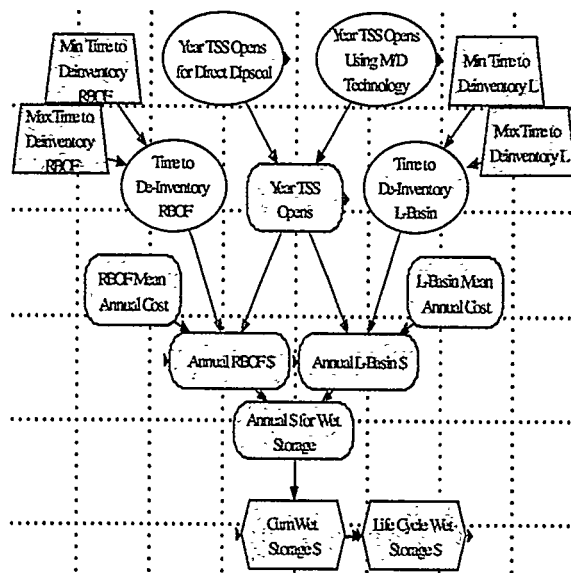 Min Time to
Deinventory
RBOF
Year TSS Opens
for Direct Dipscal
Year TSS Opens
Using M/D
Technology
Min Time to
Deinventory L
Max Time to
Deinventory
RBOF
Max Time to
Deinventory L
Time to
De-Inventory
RBOF
Year TSS
Opens
Time to
De-Inventory
L-Basin
RBOF Mean
Annual Cost
L-Basin Mean
Annual Cost
Annual RBOF $
Annual L-Basin $
Annual $ for Wet
Storage
Cum Wet
Storage $
Life Cycle Wet
Storage $